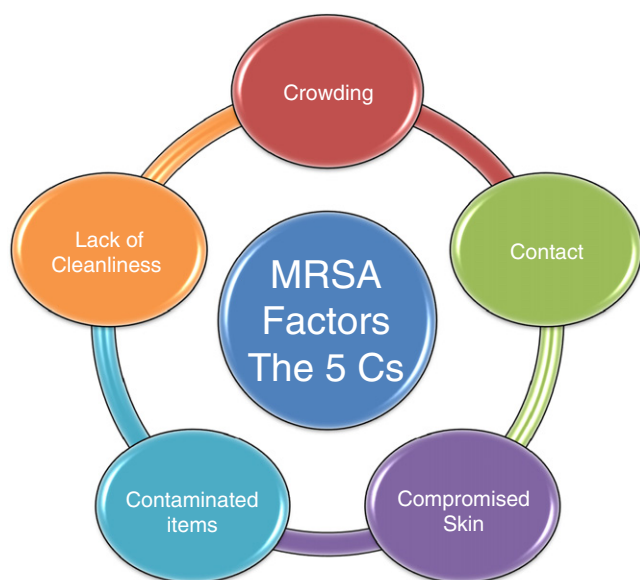 Crowding
Contact
Compromised
Skin
Contaminated
items
Lack of
Cleanliness
MRSA
Factors
The 5 Cs